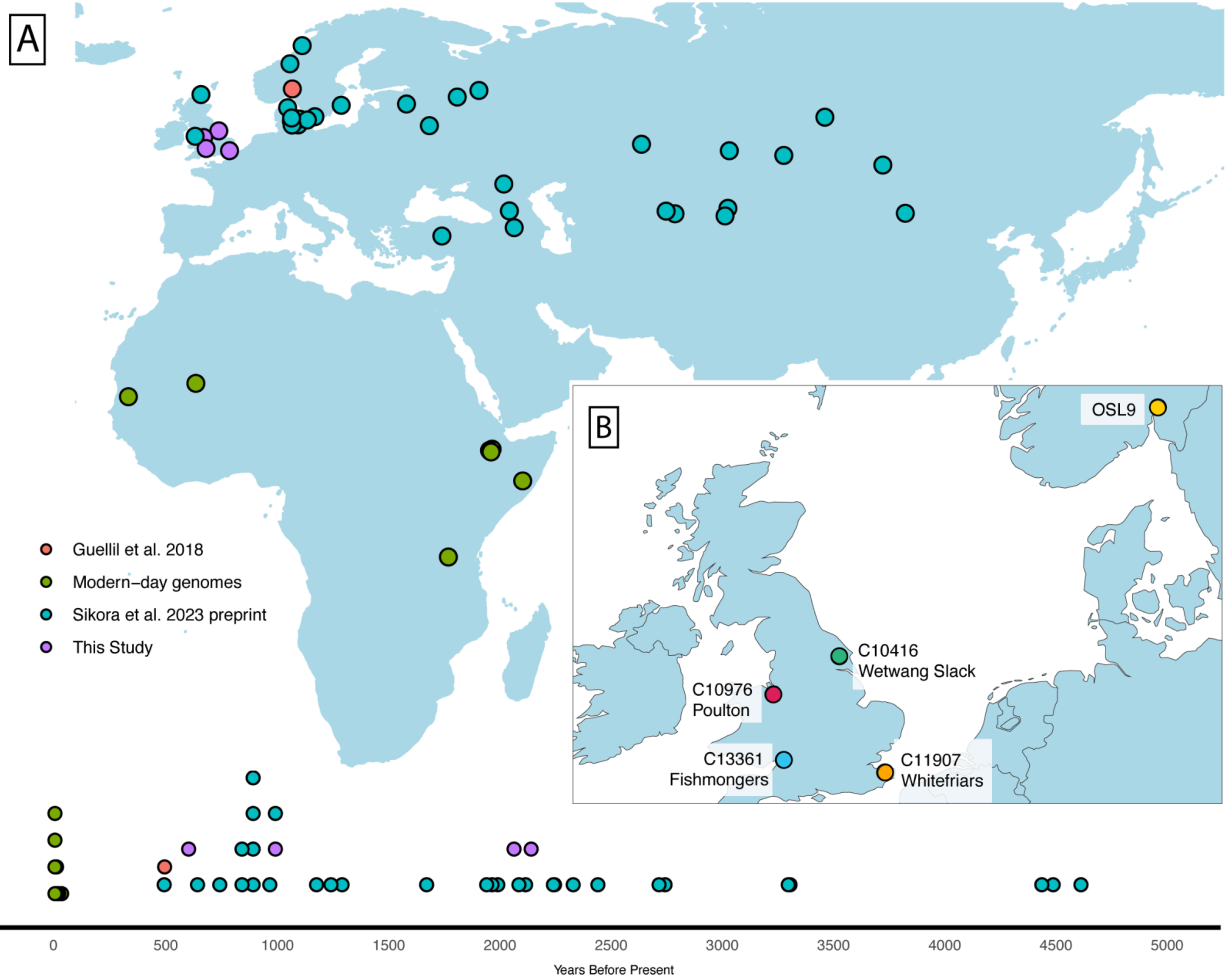 A
B
OSL9
C10416
Wetwang Slack
C10976
Poulton
C13361
Fishmongers
C11907
Whitefriars
Guellil et al. 2018
Modern−day genomes
Sikora et al. 2023 preprint
This Study
0 500 1000 1500 2000 2500 3000 3500 4000 4500 5000
Years Before Present